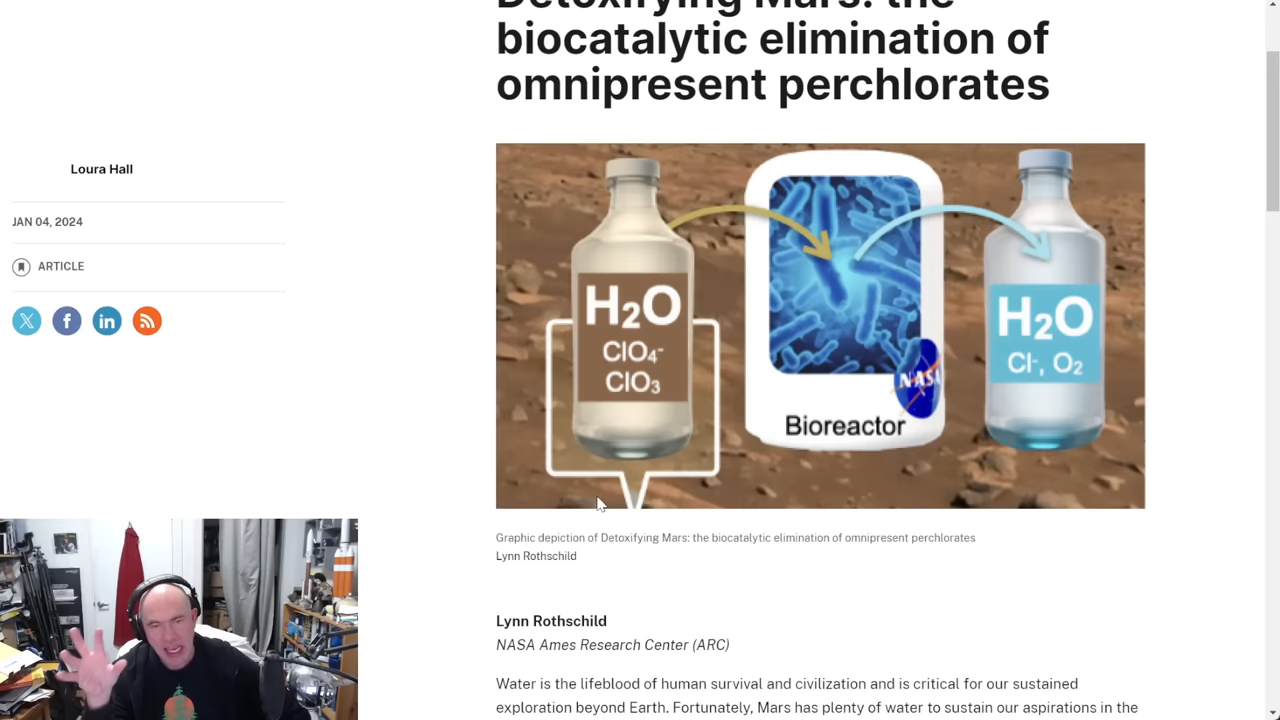 Detoxifying Mars: the
biocatalytic elimination of
omnipresent perchlorates
Loura Hall
JAN 04, 2024
ARTICLE
H₂O
ClO₄⁻
ClO₃
NASA
Bioreactor
H₂O
Cl⁻, O₂
Graphic depiction of Detoxifying Mars: the biocatalytic elimination of omnipresent perchlorates
Lynn Rothschild
Lynn Rothschild
NASA Ames Research Center (ARC)
Water is the lifeblood of human survival and civilization and is critical for our sustained
exploration beyond Earth. Fortunately, Mars has plenty of water to sustain our aspirations in the